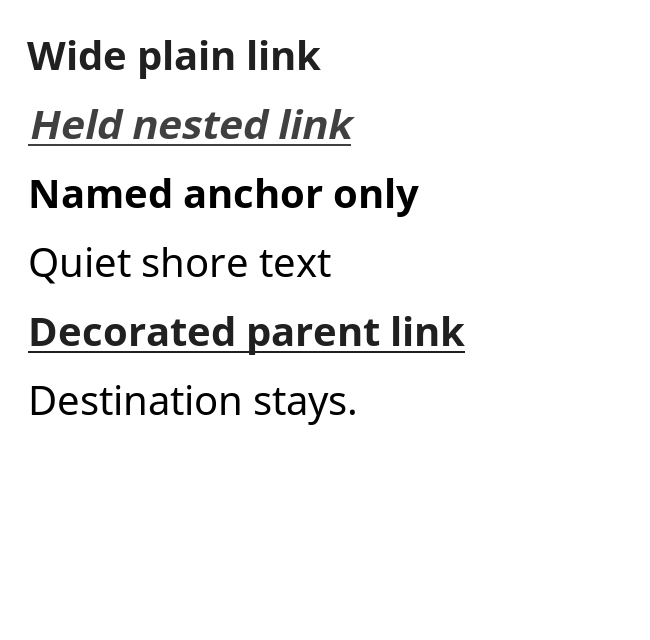 Wide plain link
Held nested link
Named anchor only
Quiet shore text
Decorated parent link
Destination stays.